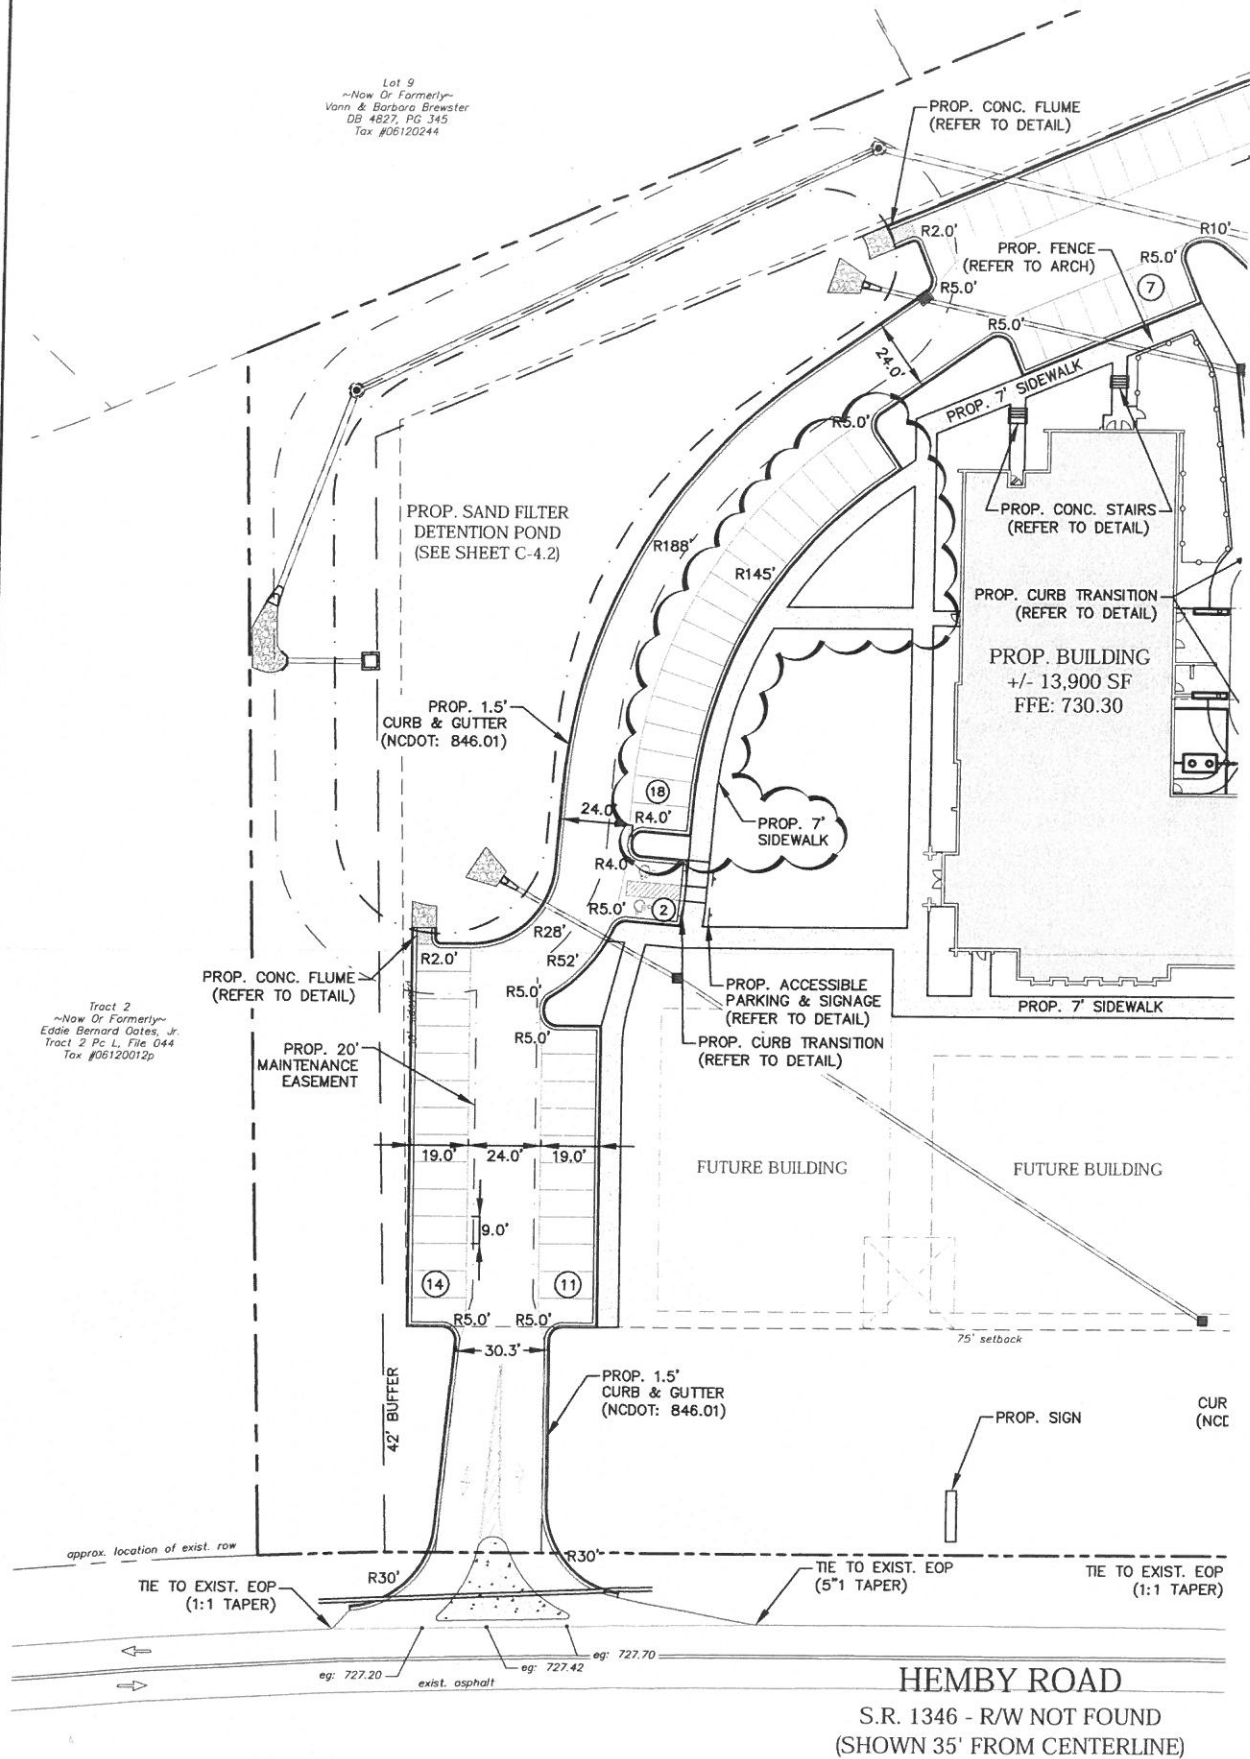 Lot 9
~Now Or Formerly~
Vann & Barbara Brewster
DB 4827, PG 345
Tax #06120244
PROP. CONC. FLUME
(REFER TO DETAIL)
R2.0'
R10'
PROP. FENCE
(REFER TO ARCH)
R5.0'
7
R5.0'
R5.0'
24.0'
PROP. 7' SIDEWALK
R5.0'
PROP. SAND FILTER
DETENTION POND
(SEE SHEET C-4.2)
PROP. CONC. STAIRS
(REFER TO DETAIL)
R188'
R145'
PROP. CURB TRANSITION
(REFER TO DETAIL)
PROP. BUILDING
+/- 13,900 SF
FFE: 730.30
PROP. 1.5'
CURB & GUTTER
(NCDOT: 846.01)
18
24.0'
R4.0'
PROP. 7'
SIDEWALK
R4.0'
R5.0'
2
R28'
R2.0'
R52'
PROP. CONC. FLUME
(REFER TO DETAIL)
R5.0'
PROP. ACCESSIBLE
PARKING & SIGNAGE
(REFER TO DETAIL)
PROP. 7' SIDEWALK
Tract 2
~Now Or Formerly~
Eddie Bernard Oates, Jr.
Tract 2 Pc L, File 044
Tax #06120012p
R5.0'
PROP. CURB TRANSITION
(REFER TO DETAIL)
PROP. 20'
MAINTENANCE
EASEMENT
19.0'
24.0'
19.0'
FUTURE BUILDING
FUTURE BUILDING
9.0'
14
11
R5.0'
R5.0'
75' setback
30.3'
42' BUFFER
PROP. 1.5'
CURB & GUTTER
(NCDOT: 846.01)
PROP. SIGN
CUR
(NCD
approx. location of exist. row
R30'
R30'
TIE TO EXIST. EOP
(1:1 TAPER)
TIE TO EXIST. EOP
(5"1 TAPER)
TIE TO EXIST. EOP
(1:1 TAPER)
eg: 727.20
eg: 727.42
eg: 727.70
exist. asphalt
HEMBY ROAD
S.R. 1346 - R/W NOT FOUND
(SHOWN 35' FROM CENTERLINE)